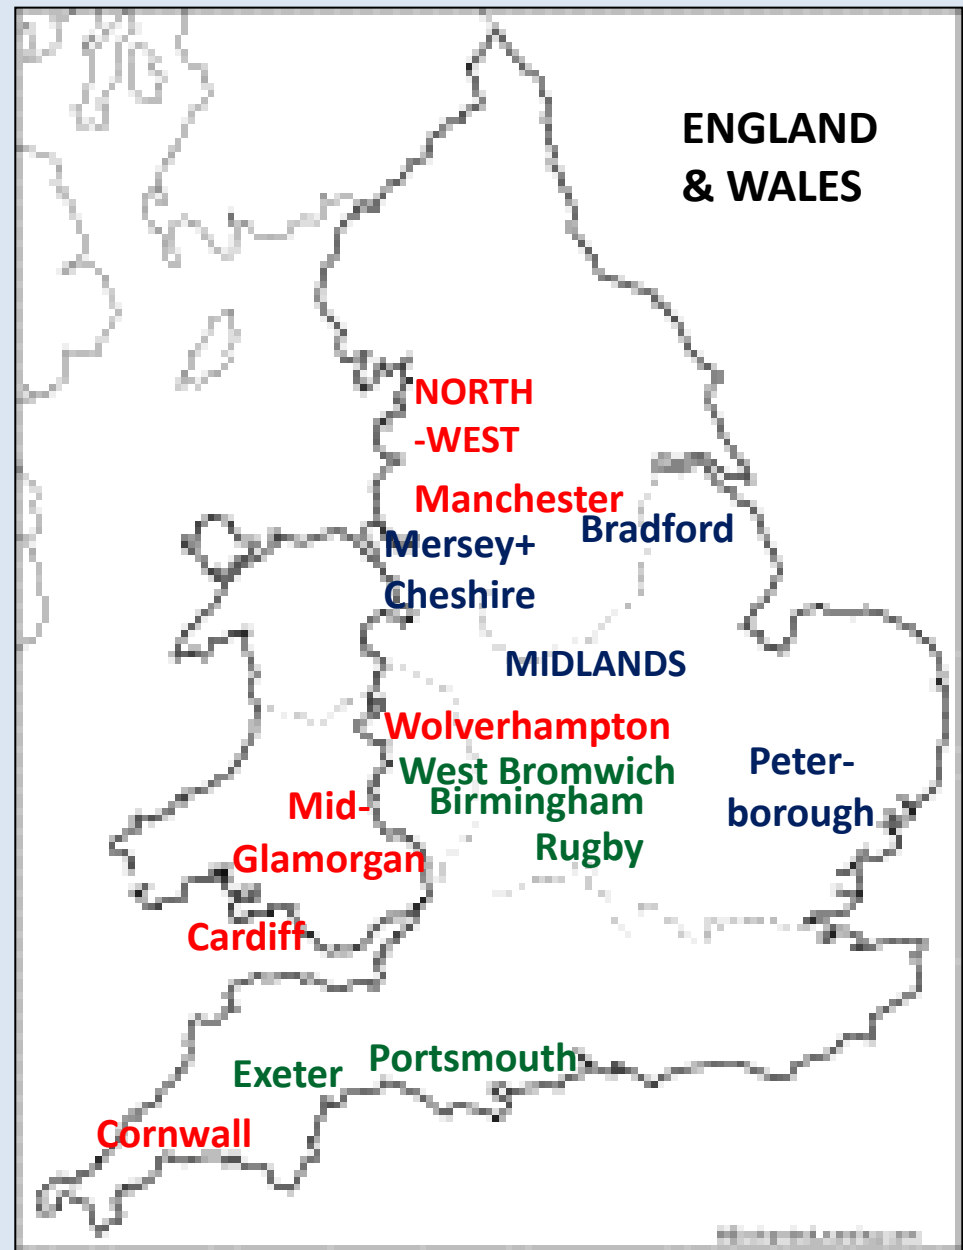 ENGLAND
& WALES
NORTH
-WEST
Manchester
Bradford
Mersey+
Cheshire
MIDLANDS
Wolverhampton
West Bromwich
Peter-
borough
Birmingham
Mid-
Glamorgan
Rugby
Cardiff
Portsmouth
Exeter
Cornwall